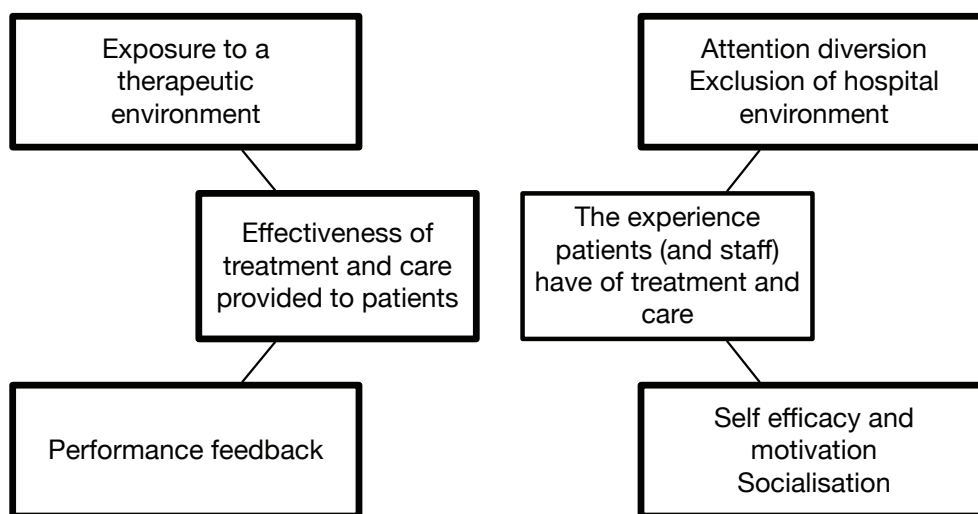 Exposure to a
therapeutic
environment
Attention diversion
Exclusion of hospital
environment
Effectiveness of
treatment and care
provided to patients
The experience
patients (and staff)
have of treatment and
care
Performance feedback
Self efficacy and
motivation
Socialisation